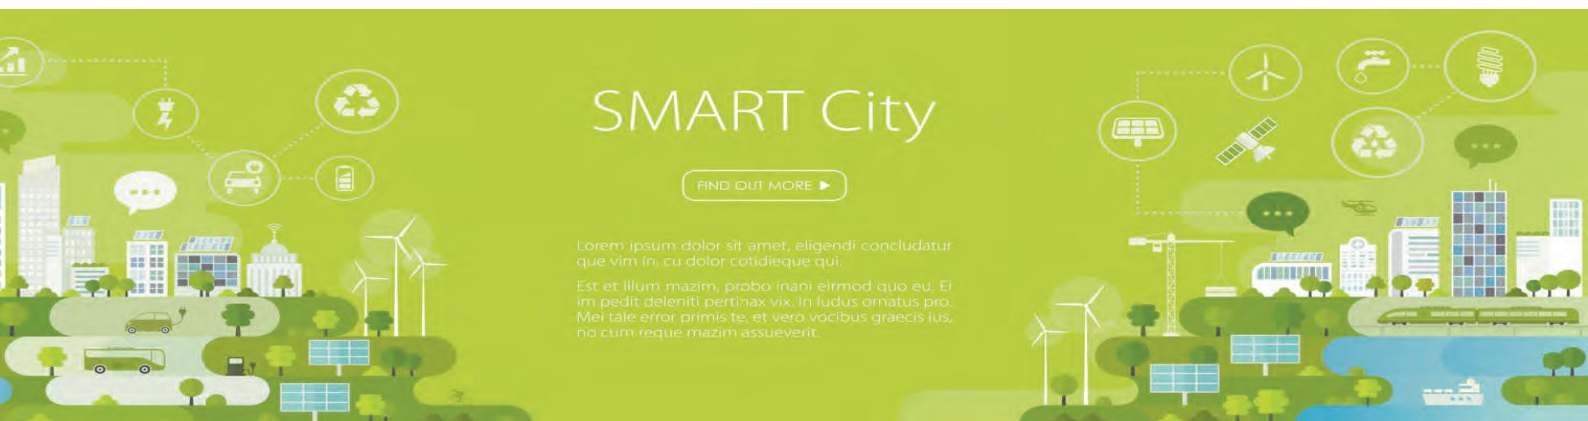 SMART City
FIND OUT MORE
Lorem ipsum dolor sit amet, eligendi concludatur
que vim in, cu dolor cotidieque qui.
Est et illum mazim, probo inani eirmod quo eu. Ei
im pedit deleniti pertinax vix. In ludus ornatus pro.
Mei tale error primis te, et vero vocibus graecis ius,
no cum reque mazim assueverit.